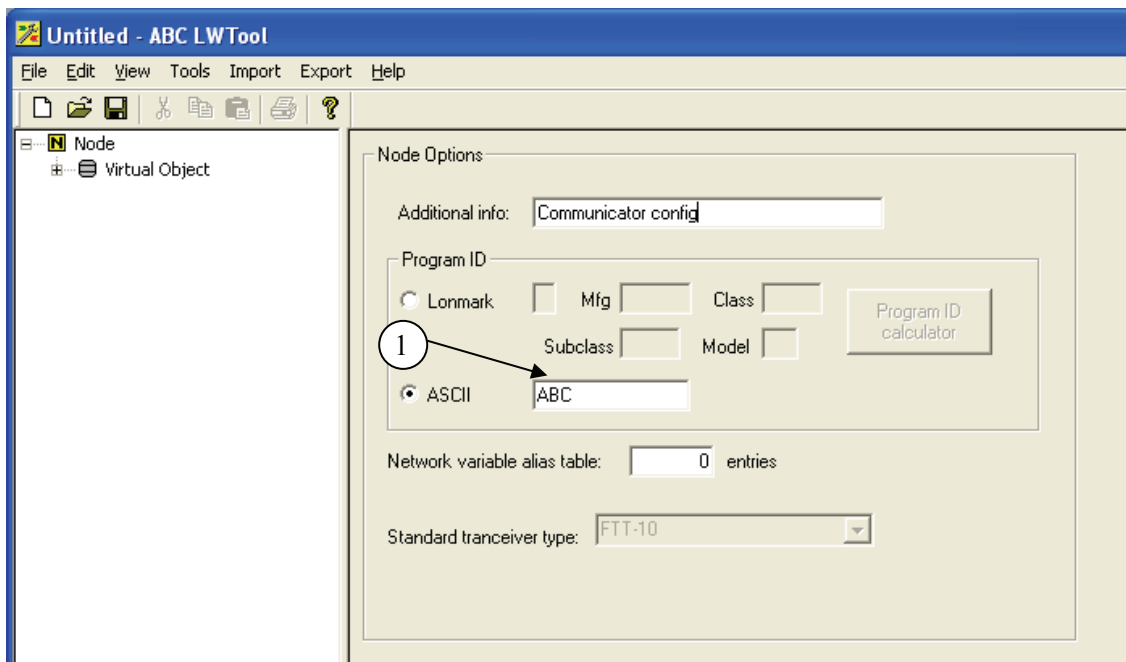 Untitled - ABC LWTool
File Edit View Tools Import Export Help
N Node
Virtual Object
Node Options
Additional info: Communicator config
Program ID
Lonmark Mfg Class
Program ID
calculator
Subclass Model
1
ASCII ABC
Network variable alias table: 0 entries
Standard tranceiver type: FTT-10